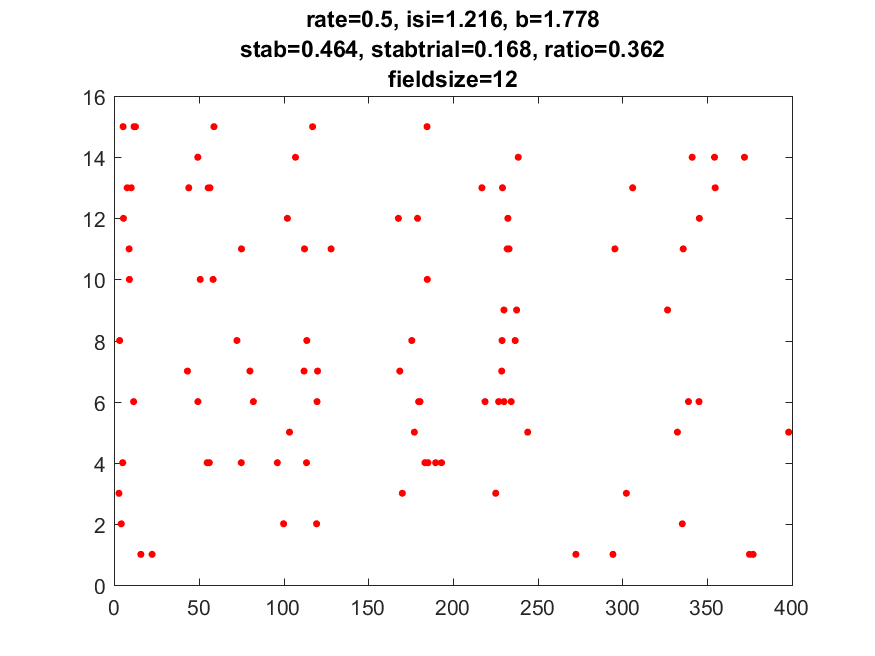 rate=0.5, isi=1.216, b=1.778
stab=0.464, stabtrial=0.168, ratio=0.362
fieldsize=12
16
14
12
10
8
6
4
2
0
0 50 100 150 200 250 300 350 400